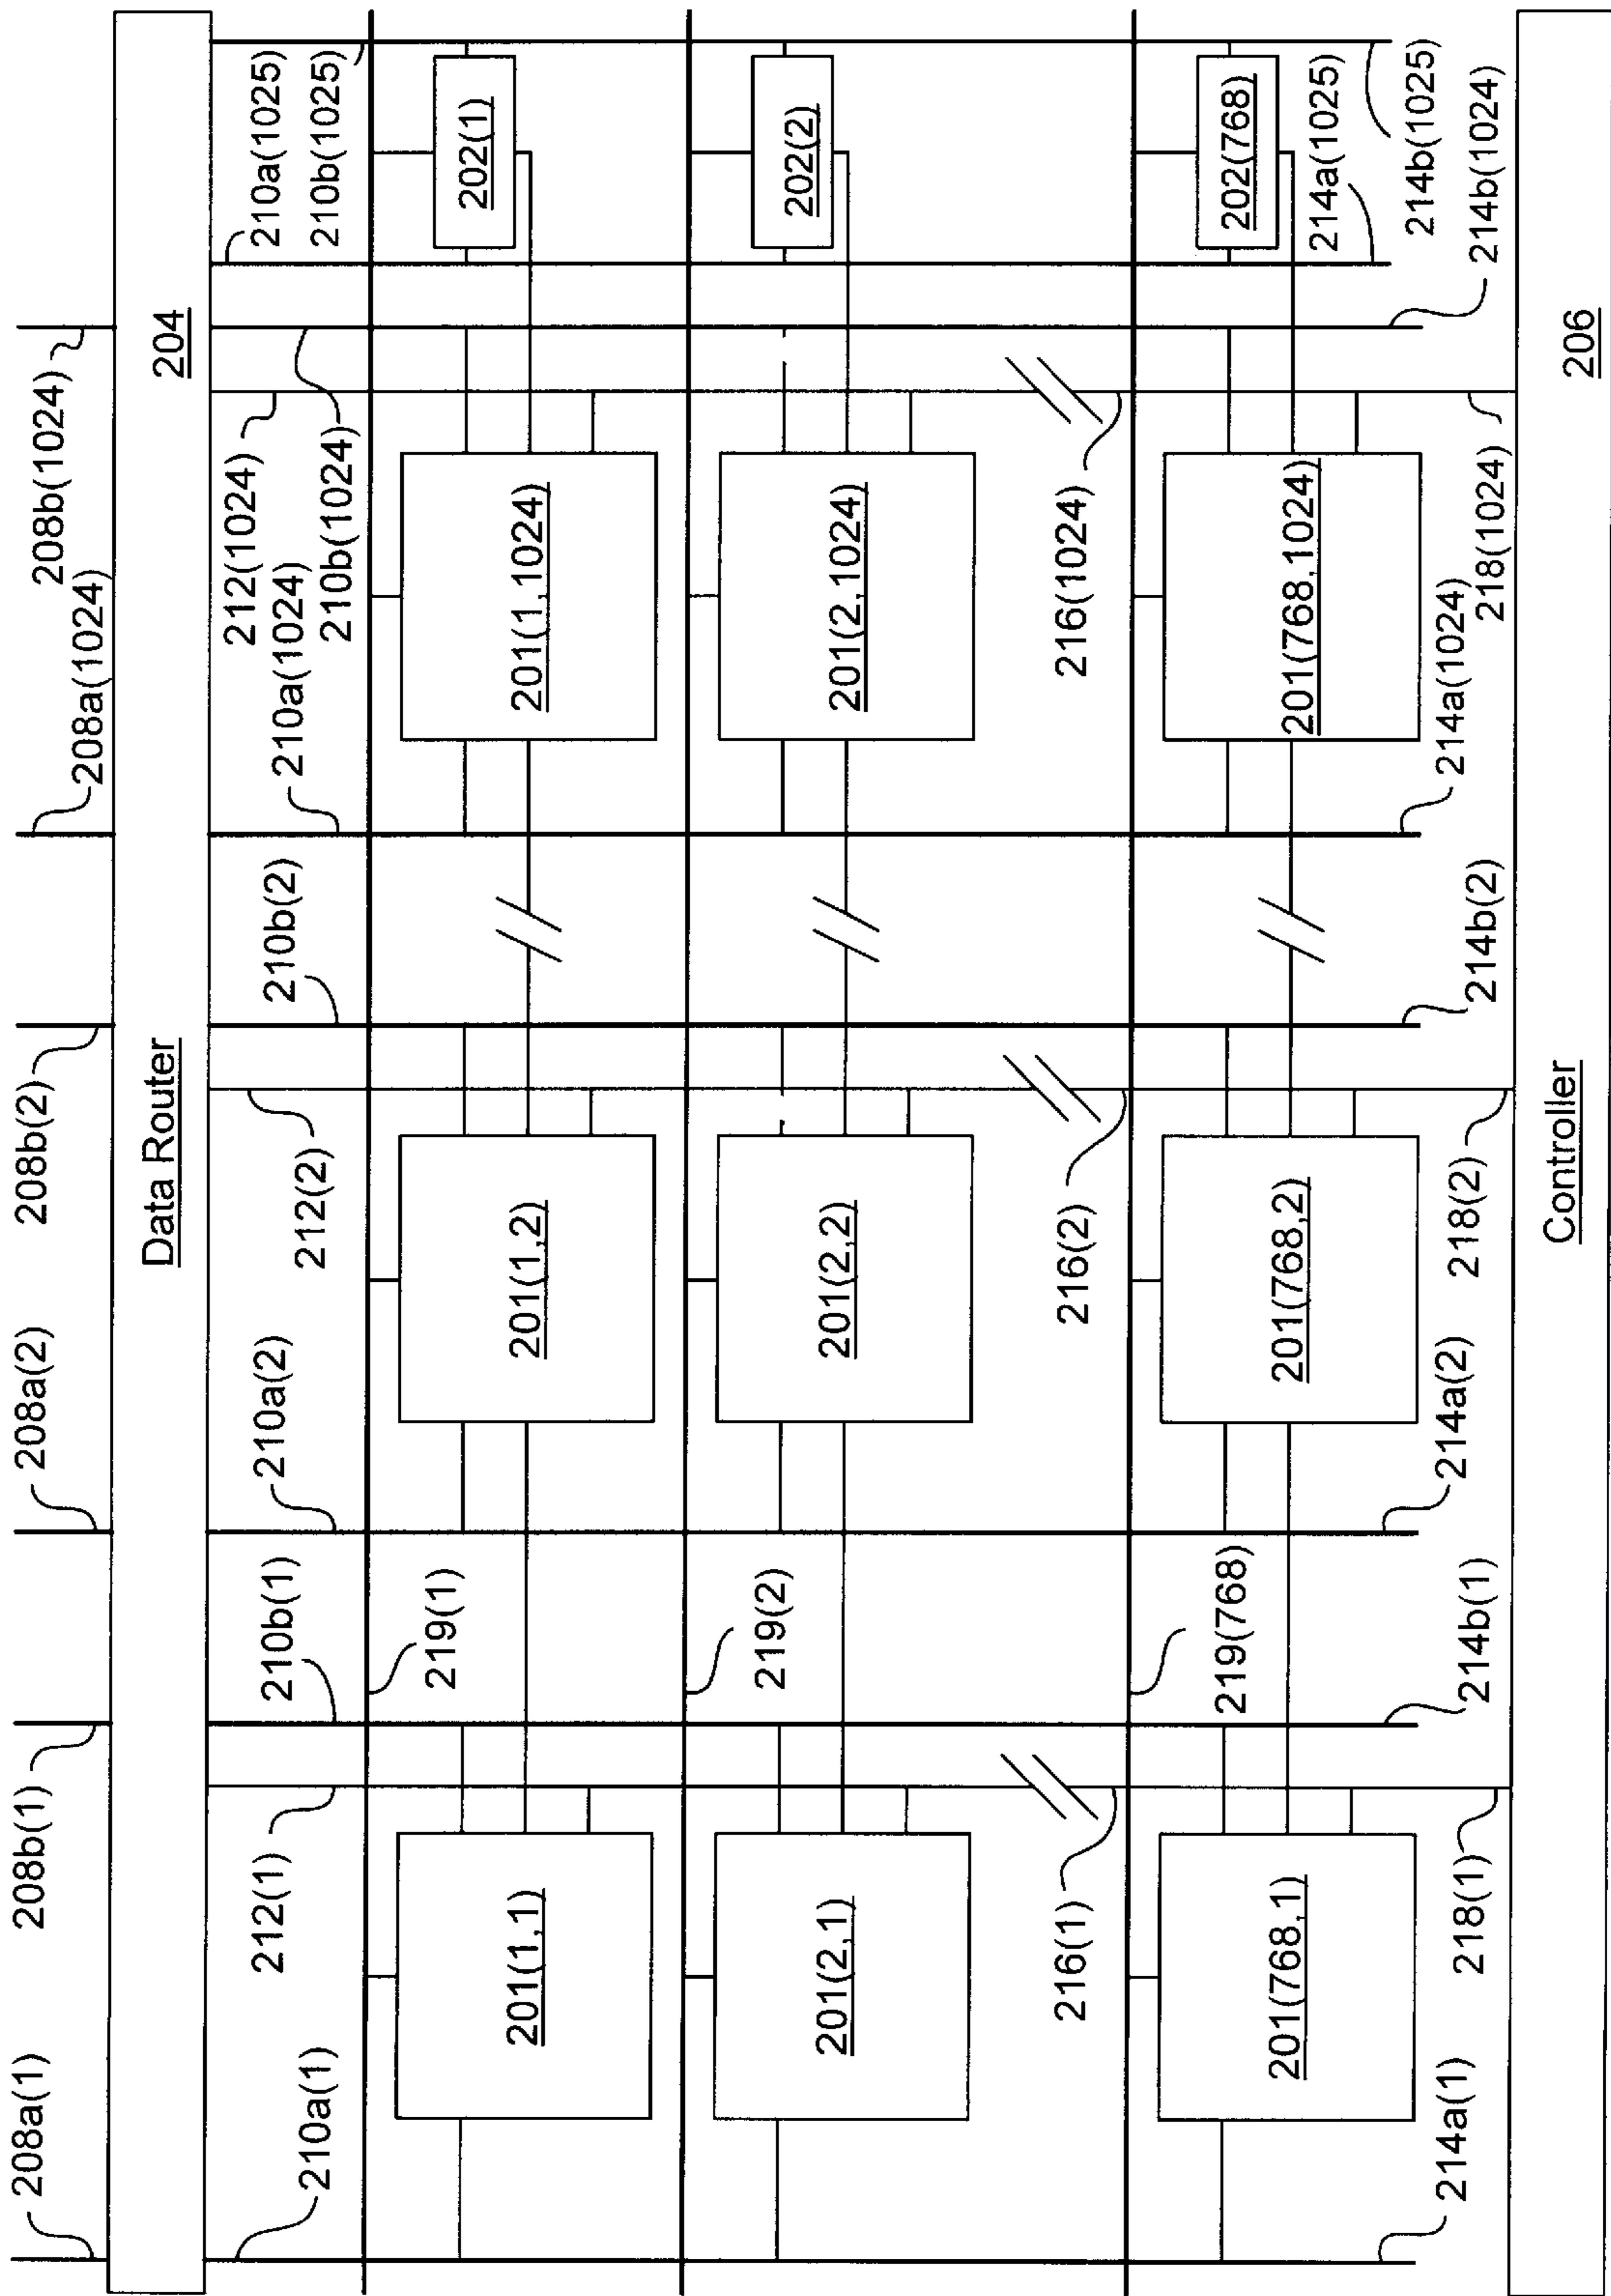 208a(1) 208b(1) 208a(2) 208b(2) 208a(1024) 208b(1024)
Data Router 204
210a(1) 212(1) 210b(1) 210a(2) 212(2) 210b(2) 210a(1024) 212(1024) 210b(1024) 210a(1025) 210b(1025)
219(1)
201(1,1) 201(1,2) 201(1,1024) 202(1)
219(2)
201(2,1) 201(2,2) 201(2,1024) 202(2)
216(1) 216(2) 216(1024)
219(768)
201(768,1) 201(768,2) 201(768,1024) 202(768)
214a(1) 218(1) 214b(1) 214a(2) 218(2) 214b(2) 214a(1024) 218(1024) 214b(1024) 214a(1025) 214b(1025)
Controller 206